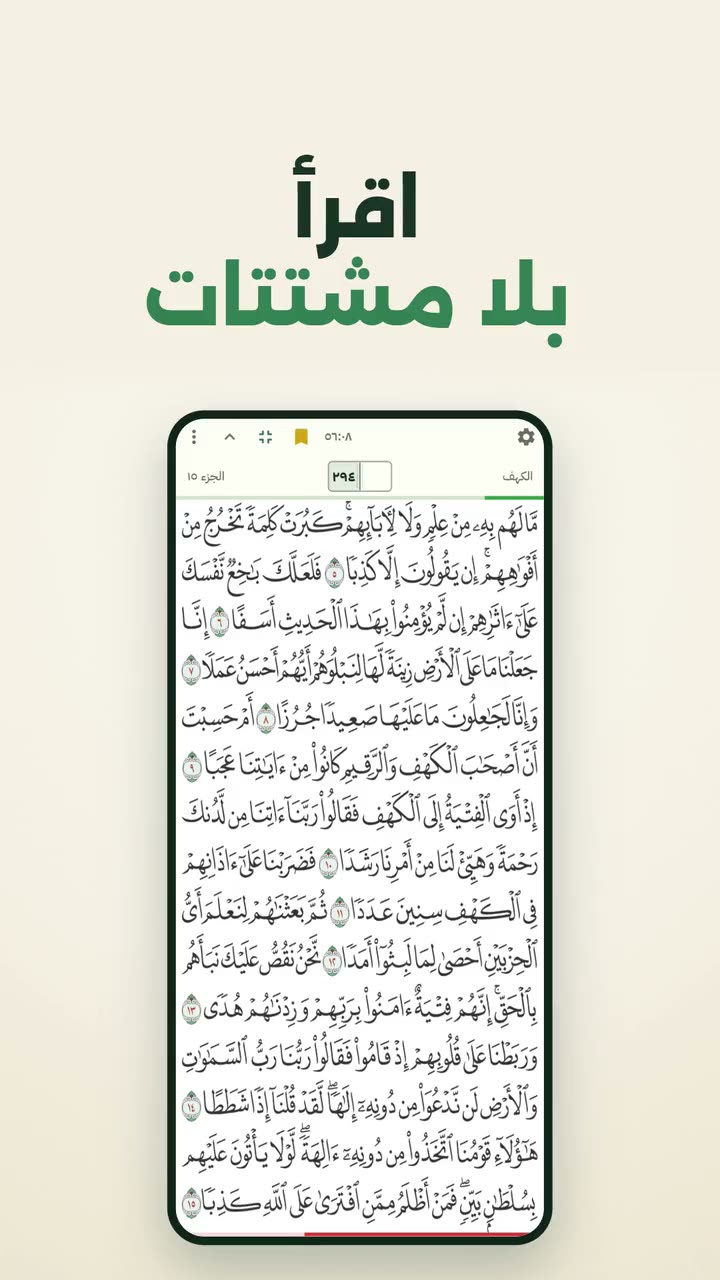 اقرأ
بلا مشتتات
٥٦:٠٨
الكهف
٢٩٤
الجزء ١٥
مَّا لَهُم بِهِۦ مِنْ عِلْمٍ وَلَا لِأٓبَآئِهِمْۚ كَبُرَتْ كَلِمَةً تَخْرُجُ مِنْ
أَفْوَٰهِهِمْۚ إِن يَقُولُونَ إِلَّا كَذِبًا ٥ فَلَعَلَّكَ بَٰخِعٌ نَّفْسَكَ
عَلَىٰٓ ءَاثَٰرِهِمْ إِن لَّمْ يُؤْمِنُوا۟ بِهَٰذَا ٱلْحَدِيثِ أَسَفًا ٦ إِنَّا
جَعَلْنَا مَا عَلَى ٱلْأَرْضِ زِينَةً لَّهَا لِنَبْلُوَهُمْ أَيُّهُمْ أَحْسَنُ عَمَلًا ٧
وَإِنَّا لَجَٰعِلُونَ مَا عَلَيْهَا صَعِيدًا جُرُزًا ٨ أَمْ حَسِبْتَ
أَنَّ أَصْحَٰبَ ٱلْكَهْفِ وَٱلرَّقِيمِ كَانُوا۟ مِنْ ءَايَٰتِنَا عَجَبًا ٩
إِذْ أَوَى ٱلْفِتْيَةُ إِلَى ٱلْكَهْفِ فَقَالُوا۟ رَبَّنَآ ءَاتِنَا مِن لَّدُنكَ
رَحْمَةً وَهَيِّئْ لَنَا مِنْ أَمْرِنَا رَشَدًا ١٠ فَضَرَبْنَا عَلَىٰٓ ءَاذَانِهِمْ
فِى ٱلْكَهْفِ سِنِينَ عَدَدًا ١١ ثُمَّ بَعَثْنَٰهُمْ لِنَعْلَمَ أَىُّ
ٱلْحِزْبَيْنِ أَحْصَىٰ لِمَا لَبِثُوٓا۟ أَمَدًا ١٢ نَّحْنُ نَقُصُّ عَلَيْكَ نَبَأَهُم
بِٱلْحَقِّۚ إِنَّهُمْ فِتْيَةٌ ءَامَنُوا۟ بِرَبِّهِمْ وَزِدْنَٰهُمْ هُدًى ١٣
وَرَبَطْنَا عَلَىٰ قُلُوبِهِمْ إِذْ قَامُوا۟ فَقَالُوا۟ رَبُّنَا رَبُّ ٱلسَّمَٰوَٰتِ
وَٱلْأَرْضِ لَن نَّدْعُوَا۟ مِن دُونِهِۦٓ إِلَٰهًاۖ لَّقَدْ قُلْنَآ إِذًا شَطَطًا ١٤
هَٰٓؤُلَآءِ قَوْمُنَا ٱتَّخَذُوا۟ مِن دُونِهِۦٓ ءَالِهَةًۖ لَّوْلَا يَأْتُونَ عَلَيْهِم
بِسُلْطَٰنٍۭ بَيِّنٍۖ فَمَنْ أَظْلَمُ مِمَّنِ ٱفْتَرَىٰ عَلَى ٱللَّهِ كَذِبًا ١٥